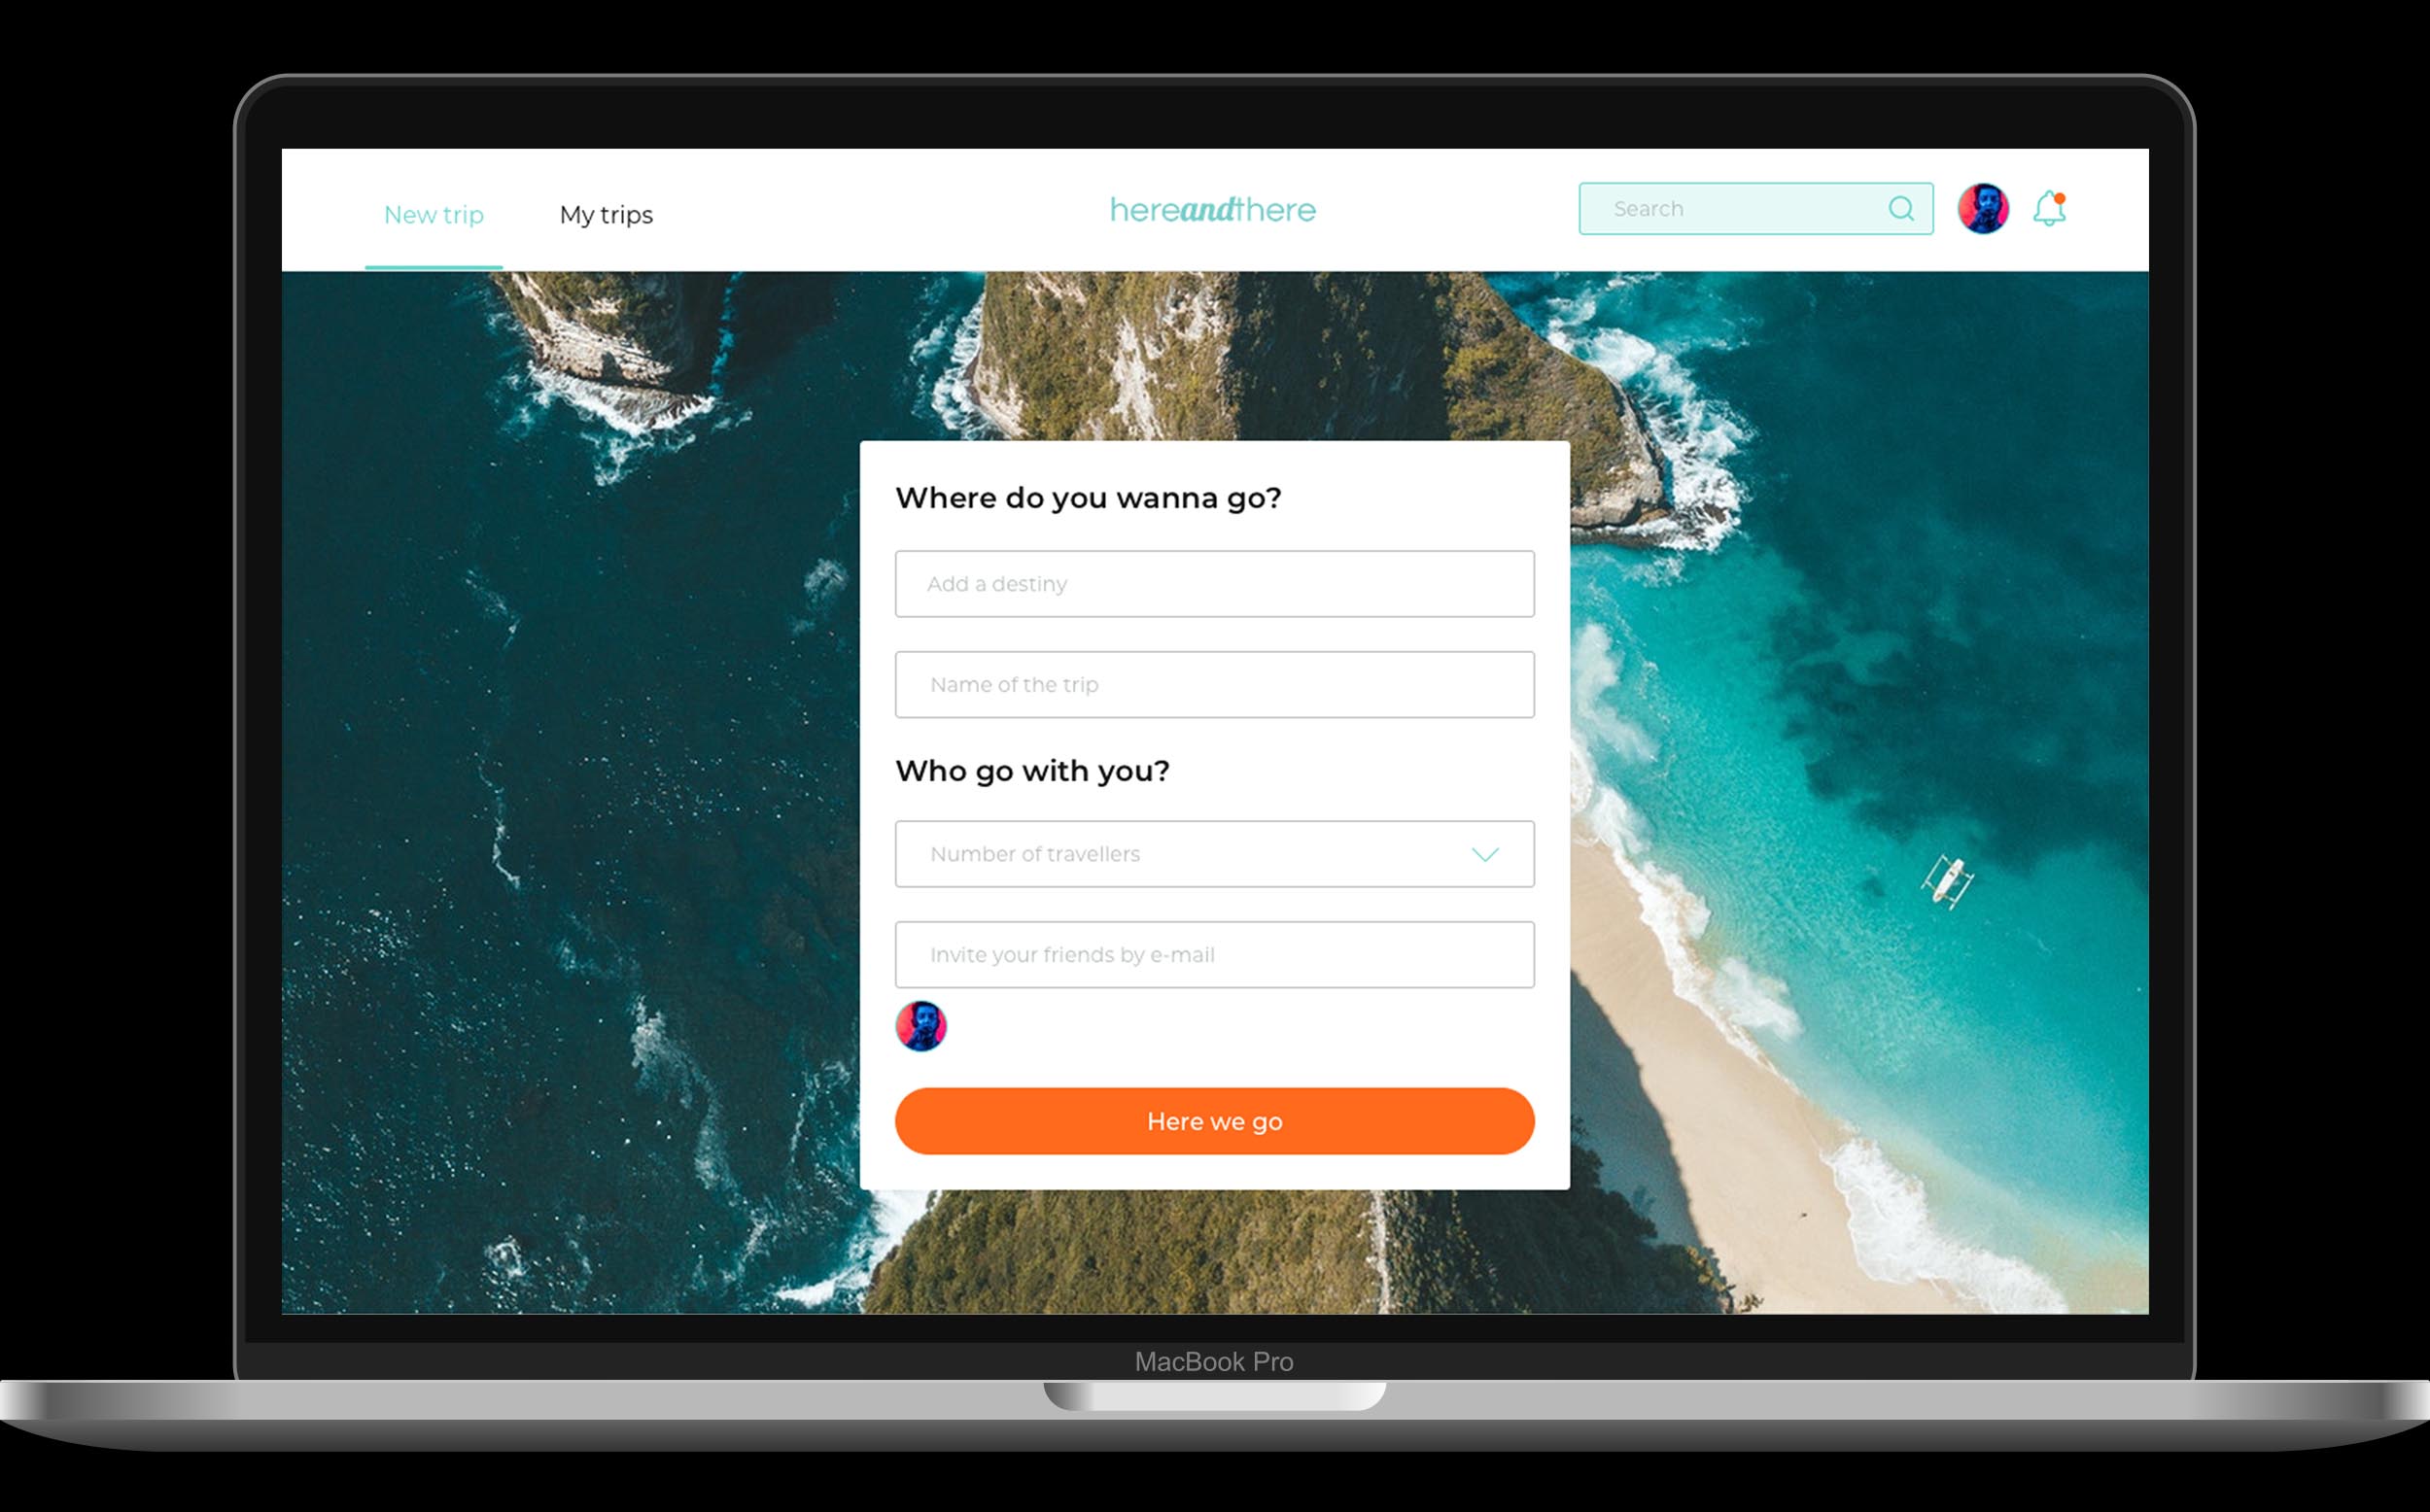 New trip
My trips
hereandthere
Search
Where do you wanna go?
Add a destiny
Name of the trip
Who go with you?
Number of travellers
Invite your friends by e-mail
Here we go
MacBook Pro